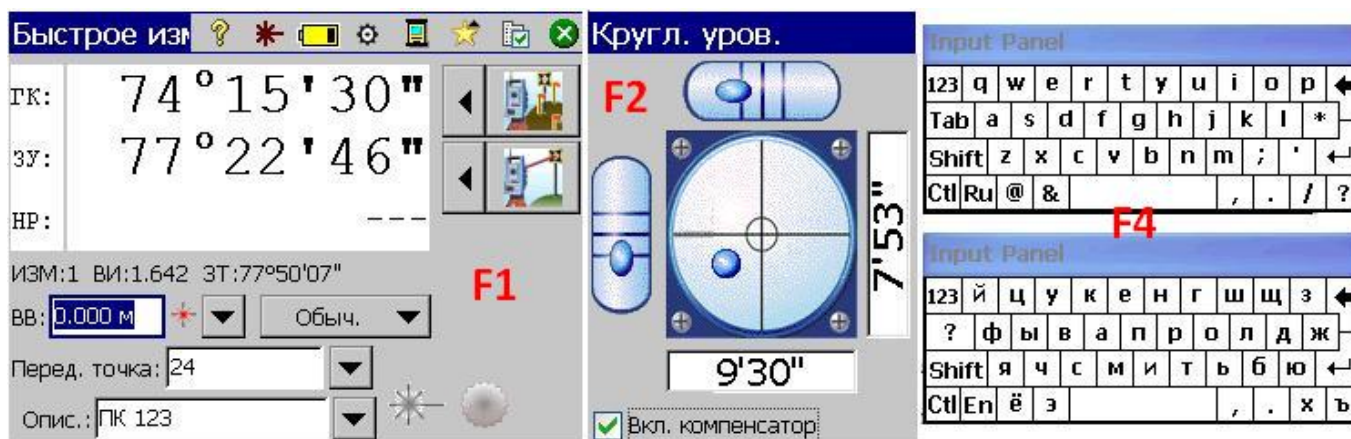 Быстрое изм
ГК: 74°15'30"
ЗУ: 77°22'46"
НР: ---
ИЗМ:1 ВИ:1.642 ЗТ:77°50'07"
ВВ: 0.000 м Обыч.
Перед. точка: 24
Опис.: ПК 123
F1
Кругл. уров.
F2
7'53"
9'30"
Вкл. компенсатор
Input Panel
123 q w e r t y u i o p
Tab a s d f g h j k l *
Shift z x c v b n m ; '
Ctl Ru @ & , . / ?
F4
Input Panel
123 й ц у к е н г ш щ з
? ф ы в а п р о л д ж
Shift я ч с м и т ь б ю
Ctl En ё э , . х ъ